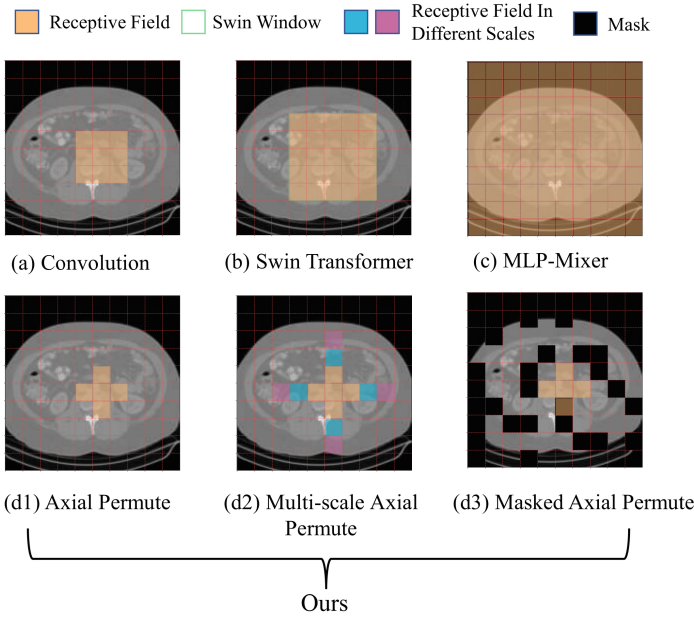 Receptive Field
Swin Window
Receptive Field In
Different Scales
Mask
(a) Convolution
(b) Swin Transformer
(c) MLP-Mixer
(d1) Axial Permute
(d2) Multi-scale Axial
Permute
(d3) Masked Axial Permute
Ours